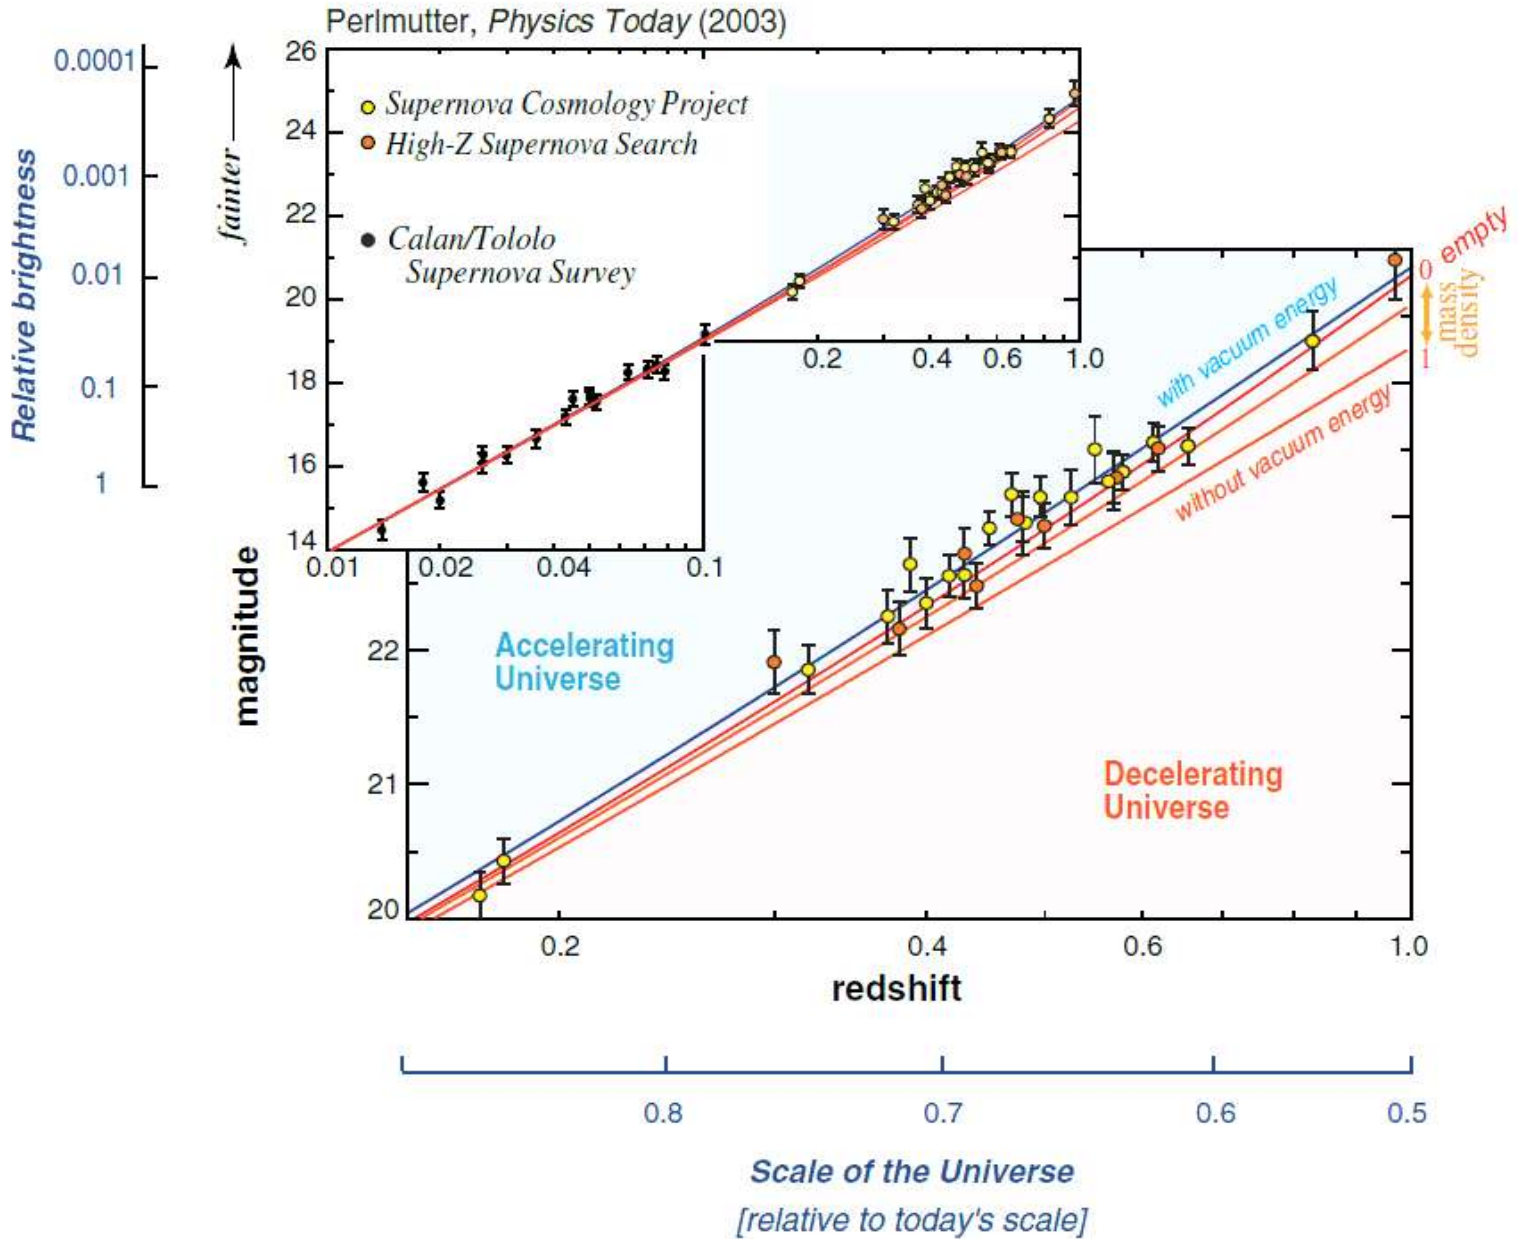 Perlmutter, Physics Today (2003)
0.0001
0.001
0.01
0.1
1
Relative brightness
fainter
magnitude
26
24
22
20
18
16
14
Supernova Cosmology Project
High-Z Supernova Search
Calan/Tololo
Supernova Survey
0.01
0.02
0.04
0.1
0.2
0.4
0.6
1.0
empty
0
mass
density
1
with vacuum energy
without vacuum energy
Accelerating
Universe
Decelerating
Universe
22
21
20
0.2
0.4
0.6
1.0
redshift
0.8
0.7
0.6
0.5
Scale of the Universe
[relative to today's scale]